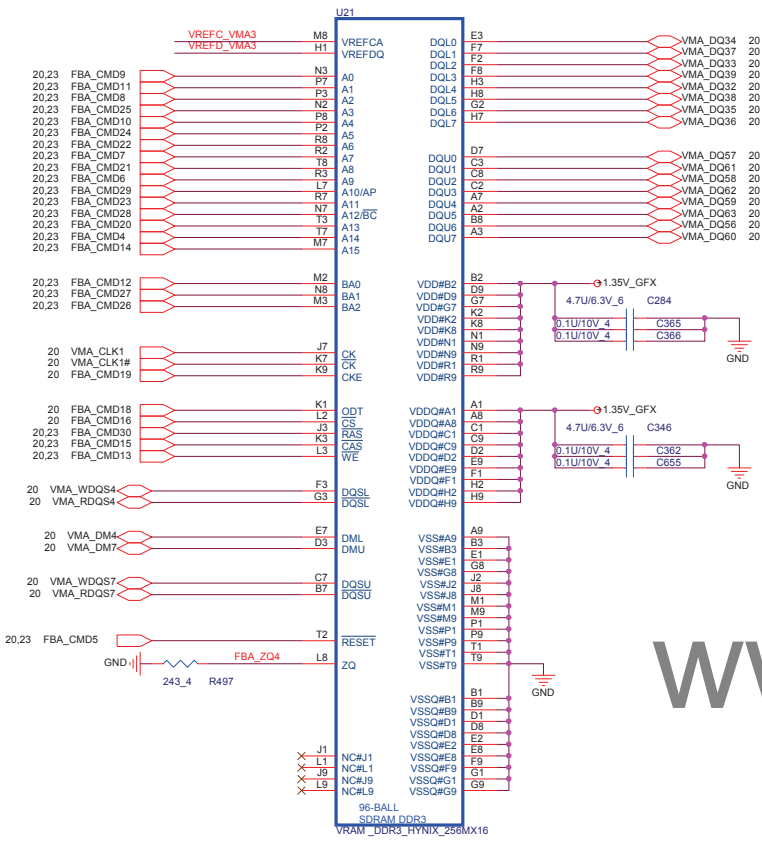 U21
VREFC_VMA3 M8 VREFCA E3 DQL0 VMA_DQ34 20
VREFD_VMA3 H1 VREFDQ F7 DQL1 VMA_DQ37 20
F2 DQL2 VMA_DQ33 20
20,23 FBA_CMD9 N3 A0 F8 DQL3 VMA_DQ39 20
20,23 FBA_CMD11 P7 A1 H3 DQL4 VMA_DQ32 20
20,23 FBA_CMD8 P3 A2 H8 DQL5 VMA_DQ38 20
20,23 FBA_CMD25 N2 A3 G2 DQL6 VMA_DQ35 20
20,23 FBA_CMD10 P8 A4 H7 DQL7 VMA_DQ36 20
20,23 FBA_CMD24 P2 A5
20,23 FBA_CMD22 R8 A6
20,23 FBA_CMD7 R2 A7 D7 DQU0 VMA_DQ57 20
20,23 FBA_CMD21 T8 A8 C3 DQU1 VMA_DQ61 20
20,23 FBA_CMD6 R3 A9 C8 DQU2 VMA_DQ58 20
20,23 FBA_CMD29 L7 A10/AP C2 DQU3 VMA_DQ62 20
20,23 FBA_CMD23 R7 A11 A7 DQU4 VMA_DQ59 20
20,23 FBA_CMD28 N7 A12/BC A2 DQU5 VMA_DQ63 20
20,23 FBA_CMD20 T3 A13 B8 DQU6 VMA_DQ56 20
20,23 FBA_CMD4 T7 A14 A3 DQU7 VMA_DQ60 20
20,23 FBA_CMD14 M7 A15
20,23 FBA_CMD12 M2 BA0 B2 VDD#B2 1.35V_GFX
20,23 FBA_CMD27 N8 BA1 D9 VDD#D9
20,23 FBA_CMD26 M3 BA2 G7 VDD#G7 4.7U/6.3V_6 C284
K2 VDD#K2
K8 VDD#K8 0.1U/10V_4 C365
N1 VDD#N1 0.1U/10V_4 C366
20 VMA_CLK1 J7 CK N9 VDD#N9
20 VMA_CLK1# K7 CK R1 VDD#R1 GND
20 FBA_CMD19 K9 CKE R9 VDD#R9
20 FBA_CMD18 K1 ODT A1 VDDQ#A1 1.35V_GFX
20 FBA_CMD16 L2 CS A8 VDDQ#A8
20,23 FBA_CMD30 J3 RAS C1 VDDQ#C1 4.7U/6.3V_6 C346
20,23 FBA_CMD15 K3 CAS C9 VDDQ#C9
20,23 FBA_CMD13 L3 WE D2 VDDQ#D2 0.1U/10V_4 C362
E9 VDDQ#E9 0.1U/10V_4 C655
F1 VDDQ#F1
20 VMA_WDQS4 F3 DQSL H2 VDDQ#H2 GND
20 VMA_RDQS4 G3 DQSL H9 VDDQ#H9
20 VMA_DM4 E7 DML A9 VSS#A9
20 VMA_DM7 D3 DMU B3 VSS#B3
E1 VSS#E1
G8 VSS#G8
20 VMA_WDQS7 C7 DQSU J2 VSS#J2
20 VMA_RDQS7 B7 DQSU J8 VSS#J8
M1 VSS#M1
M9 VSS#M9
P1 VSS#P1
20,23 FBA_CMD5 T2 RESET P9 VSS#P9
T1 VSS#T1
GND 243_4 R497 FBA_ZQ4 L8 ZQ T9 VSS#T9
GND
B1 VSSQ#B1
B9 VSSQ#B9
D1 VSSQ#D1
D8 VSSQ#D8
E2 VSSQ#E2
J1 NC#J1 E8 VSSQ#E8
L1 NC#L1 F9 VSSQ#F9
J9 NC#J9 G1 VSSQ#G1
L9 NC#L9 G9 VSSQ#G9
96-BALL
SDRAM DDR3
VRAM _DDR3_HYNIX_256MX16